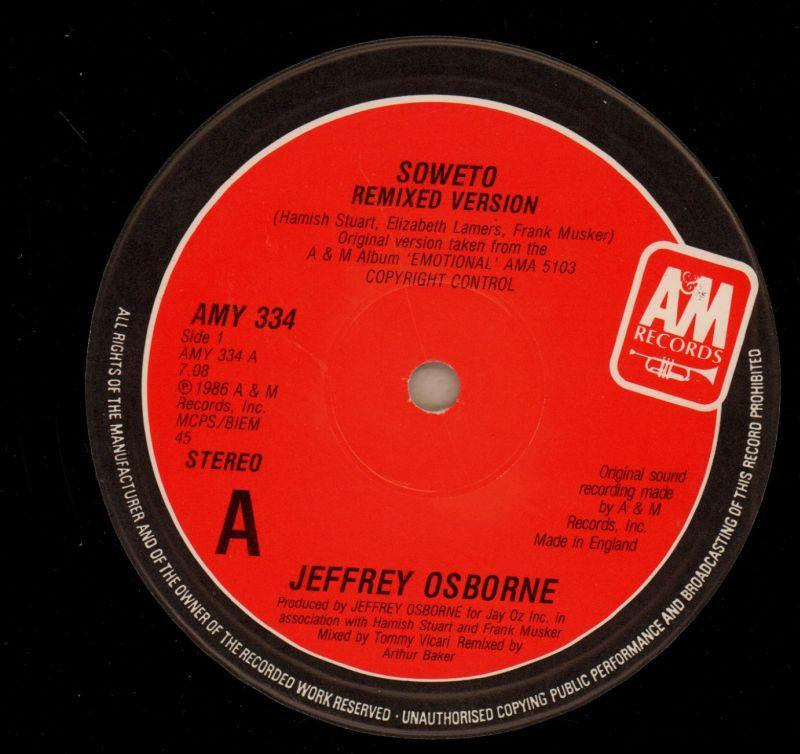 SOWETO
REMIXED VERSION
(Hamish Stuart, Elizabeth Lamers, Frank Musker)
Original version taken from the
A & M Album 'EMOTIONAL' AMA 5103
COPYRIGHT CONTROL
A&M
RECORDS
AMY 334
Side 1
AMY 334 A
7.08
℗ 1986 A & M
Records, Inc.
MCPS/BIEM
45
STEREO
A
Original sound
recording made
by A & M
Records, Inc.
Made in England
JEFFREY OSBORNE
Produced by JEFFREY OSBORNE for Jay Oz Inc. in
association with Hamish Stuart and Frank Musker
Mixed by Tommy Vicari Remixed by
Arthur Baker
ALL RIGHTS OF THE MANUFACTURER AND OF THE OWNER OF THE RECORDED WORK RESERVED · UNAUTHORISED COPYING PUBLIC PERFORMANCE AND BROADCASTING OF THIS RECORD PROHIBITED